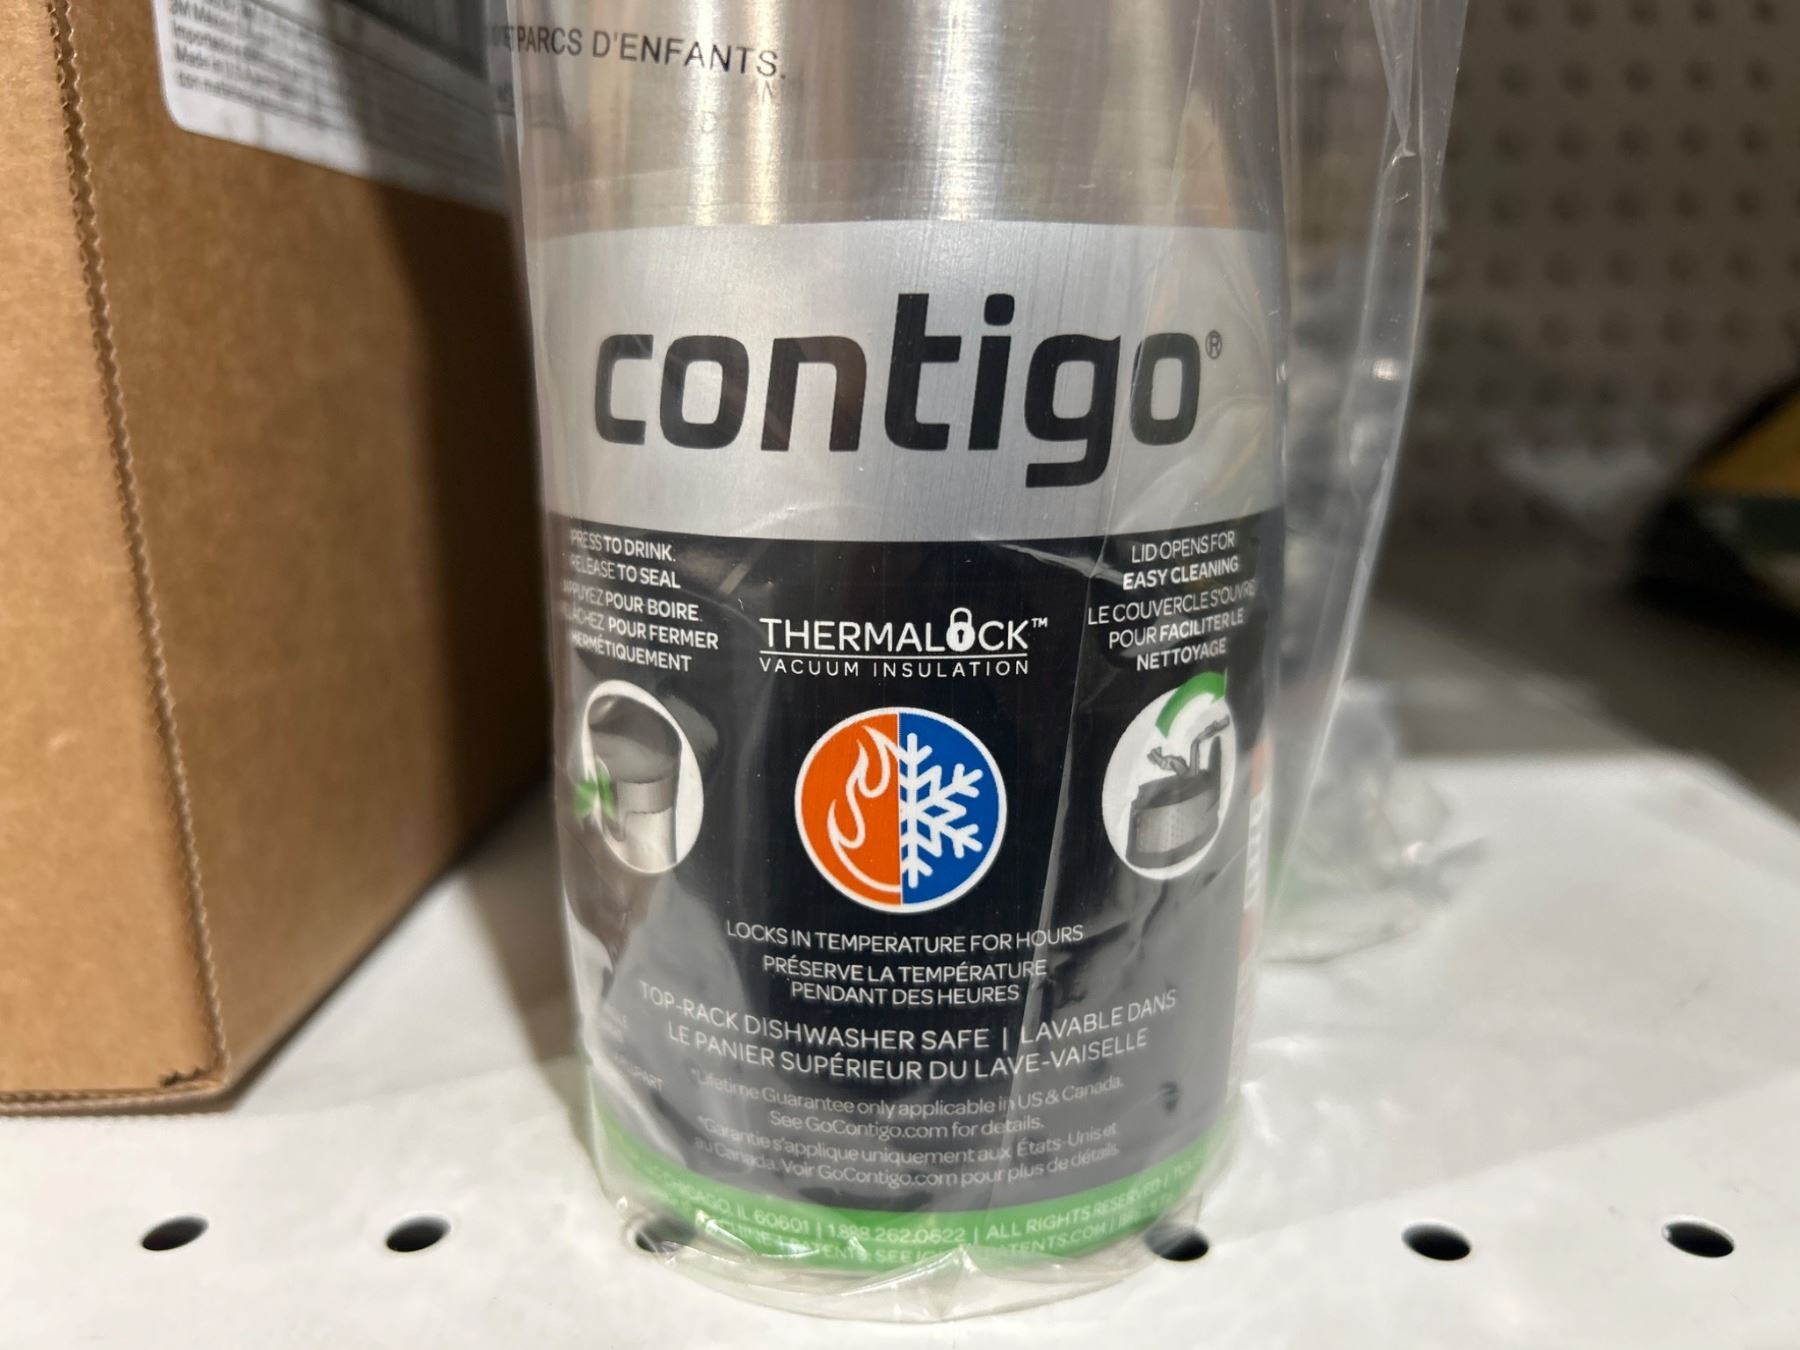 PARCS D'ENFANTS.
contigo®
PRESS TO DRINK.
RELEASE TO SEAL
APPUYEZ POUR BOIRE.
RELÂCHEZ POUR FERMER
HERMÉTIQUEMENT
THERMALOCK™
VACUUM INSULATION
LID OPENS FOR
EASY CLEANING
LE COUVERCLE S'OUVRE
POUR FACILITER LE
NETTOYAGE
LOCKS IN TEMPERATURE FOR HOURS
PRÉSERVE LA TEMPÉRATURE
PENDANT DES HEURES
TOP-RACK DISHWASHER SAFE | LAVABLE DANS
LE PANIER SUPÉRIEUR DU LAVE-VAISELLE
*Lifetime Guarantee only applicable in US & Canada.
See GoContigo.com for details.
*Garantie s'applique uniquement aux États-Unis et
au Canada. Voir GoContigo.com pour plus de détails.
CHICAGO, IL 60601 | 1.888.262.0622 | ALL RIGHTS RESERVED |